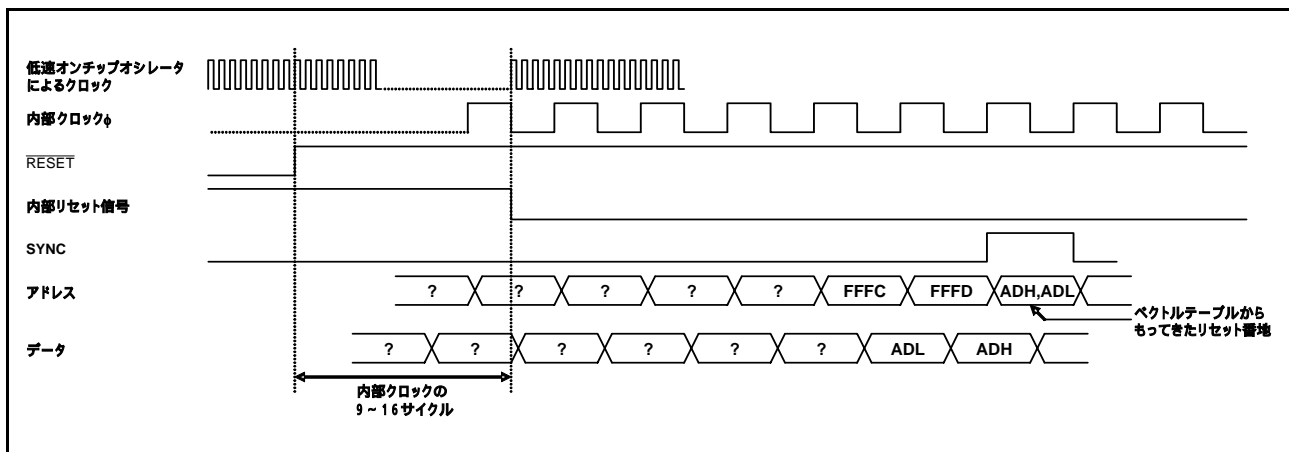 低速オンチップオシレータ
によるクロック
内部クロックφ
RESET
内部リセット信号
SYNC
アドレス
? ? ? ? ? FFFC FFFD ADH,ADL
ベクトルテーブルから
もってきたリセット番地
データ
? ? ? ? ? ? ADL ADH
内部クロックの
9~16サイクル